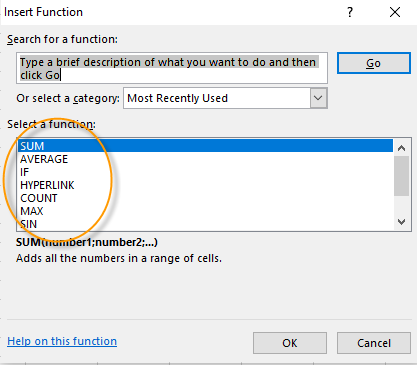 Insert Function
?
×
Search for a function:
Type a brief description of what you want to do and then
click Go
Go
Or select a category:
Most Recently Used
Select a function:
SUM
AVERAGE
IF
HYPERLINK
COUNT
MAX
SIN
SUM(number1;number2;...)
Adds all the numbers in a range of cells.
Help on this function
OK
Cancel